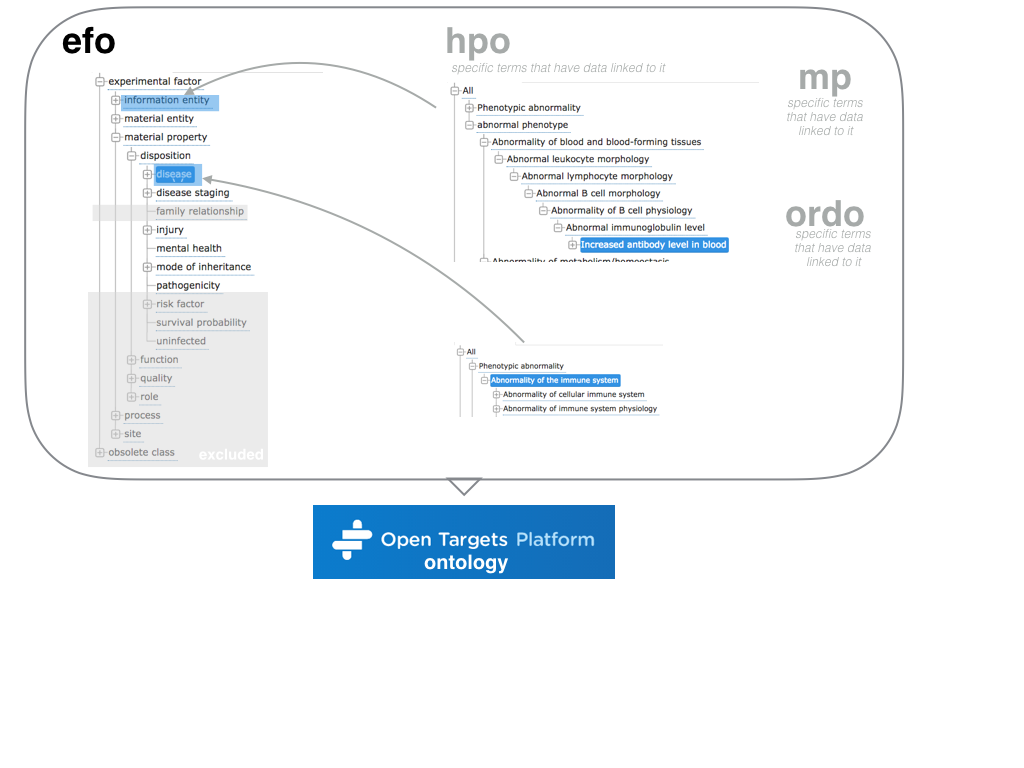 efo
experimental factor
information entity
material entity
material property
disposition
disease
disease staging
family relationship
injury
mental health
mode of inheritance
pathogenicity
risk factor
survival probability
uninfected
function
quality
role
process
site
obsolete class
excluded
hpo
specific terms that have data linked to it
All
Phenotypic abnormality
abnormal phenotype
Abnormality of blood and blood-forming tissues
Abnormal leukocyte morphology
Abnormal lymphocyte morphology
Abnormal B cell morphology
Abnormality of B cell physiology
Abnormal immunoglobulin level
Increased antibody level in blood
Abnormality of metabolism/homeostasis
All
Phenotypic abnormality
Abnormality of the immune system
Abnormality of cellular immune system
Abnormality of immune system physiology
mp
specific terms
that have data
linked to it
ordo
specific terms
that have data
linked to it
Open Targets Platform
ontology